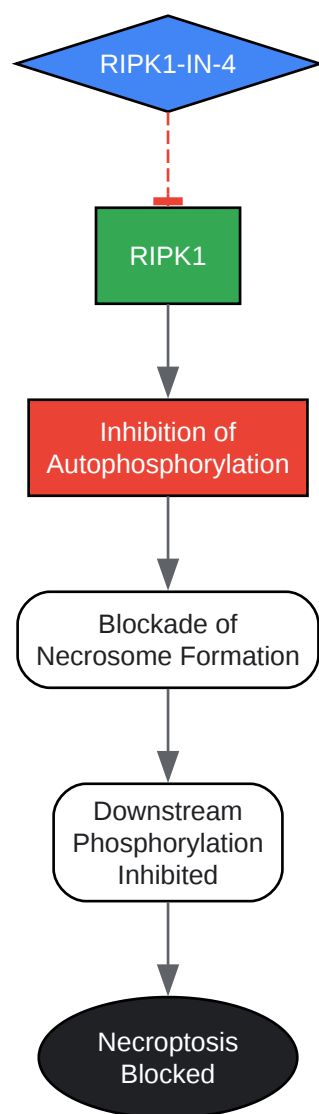 RIPK1-IN-4
RIPK1
Inhibition of
Autophosphorylation
Blockade of
Necrosome Formation
Downstream
Phosphorylation
Inhibited
Necroptosis
Blocked